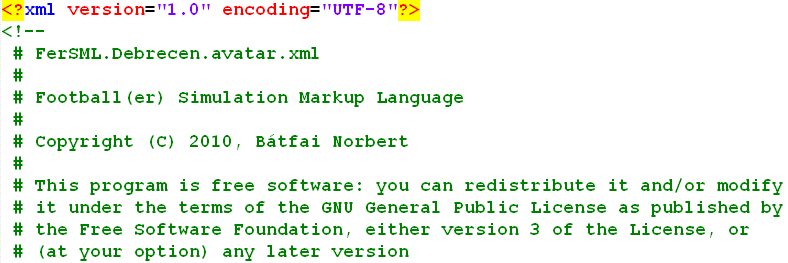 <?xml version="1.0" encoding="UTF-8"?>
<!--
# FerSML.Debrecen.avatar.xml
#
# Football(er) Simulation Markup Language
#
# Copyright (C) 2010, Bátfai Norbert
#
# This program is free software: you can redistribute it and/or modify
# it under the terms of the GNU General Public License as published by
# the Free Software Foundation, either version 3 of the License, or
# (at your option) any later version